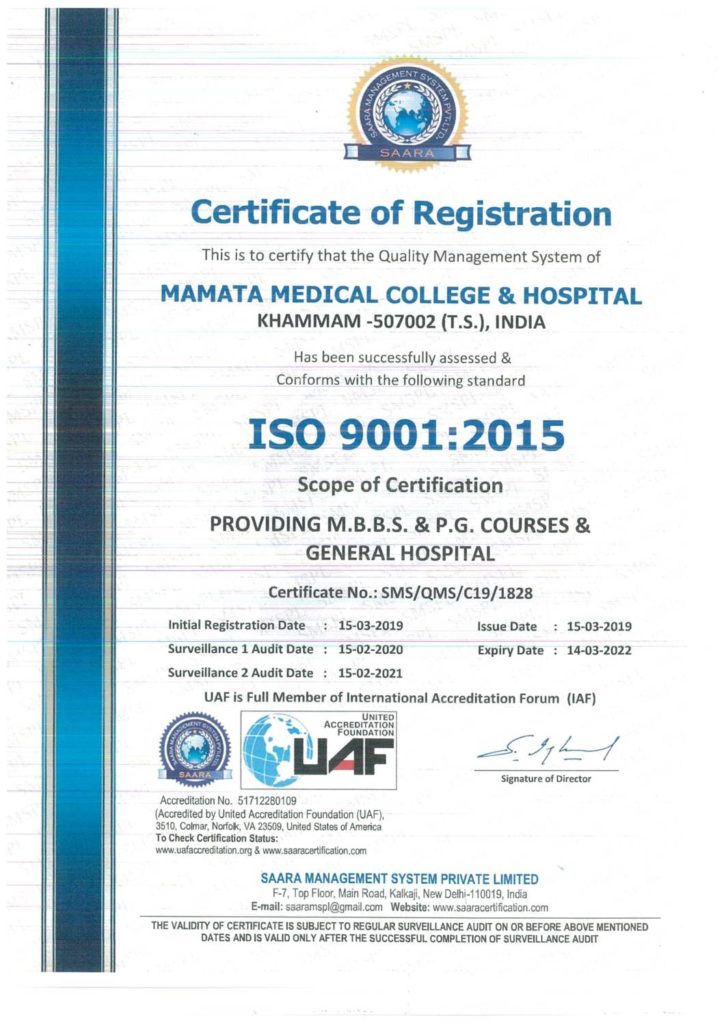 SAARA MANAGEMENT SYSTEM PVT.LTD.
SAARA
Certificate of Registration
This is to certify that the Quality Management System of
MAMATA MEDICAL COLLEGE & HOSPITAL
KHAMMAM -507002 (T.S.), INDIA
Has been successfully assessed &
Conforms with the following standard
ISO 9001:2015
Scope of Certification
PROVIDING M.B.B.S. & P.G. COURSES &
GENERAL HOSPITAL
Certificate No.: SMS/QMS/C19/1828
Initial Registration Date : 15-03-2019 Issue Date : 15-03-2019
Surveillance 1 Audit Date : 15-02-2020 Expiry Date : 14-03-2022
Surveillance 2 Audit Date : 15-02-2021
UAF is Full Member of International Accreditation Forum (IAF)
SAARA MANAGEMENT SYSTEM PVT.LTD.
SAARA
UNITED
ACCREDITATION
FOUNDATION
UAF
Signature of Director
Accreditation No. 51712280109
(Accredited by United Accreditation Foundation (UAF),
3510, Colmar, Norfolk, VA 23509, United States of America
To Check Certification Status:
www.uafaccreditation.org & www.saaracertification.com
SAARA MANAGEMENT SYSTEM PRIVATE LIMITED
F-7, Top Floor, Main Road, Kalkaji, New Delhi-110019, India
E-mail: saaramspl@gmail.com Website: www.saaracertification.com
THE VALIDITY OF CERTIFICATE IS SUBJECT TO REGULAR SURVEILLANCE AUDIT ON OR BEFORE ABOVE MENTIONED
DATES AND IS VALID ONLY AFTER THE SUCCESSFUL COMPLETION OF SURVEILLANCE AUDIT